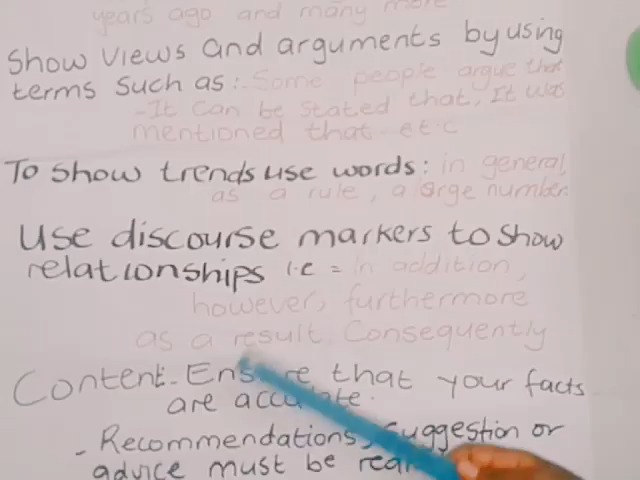 years ago and many more
Show views and arguments by using
terms such as:- Some people argue that
- It can be stated that, It was
mentioned that etc
To show trends use words: in general,
as a rule, a large number.
Use discourse markers to show
relationships i.e = in addition,
however, furthermore
as a result Consequently
Content - Ensure that your facts
are accurate.
- Recommendations, suggestion or
advice must be